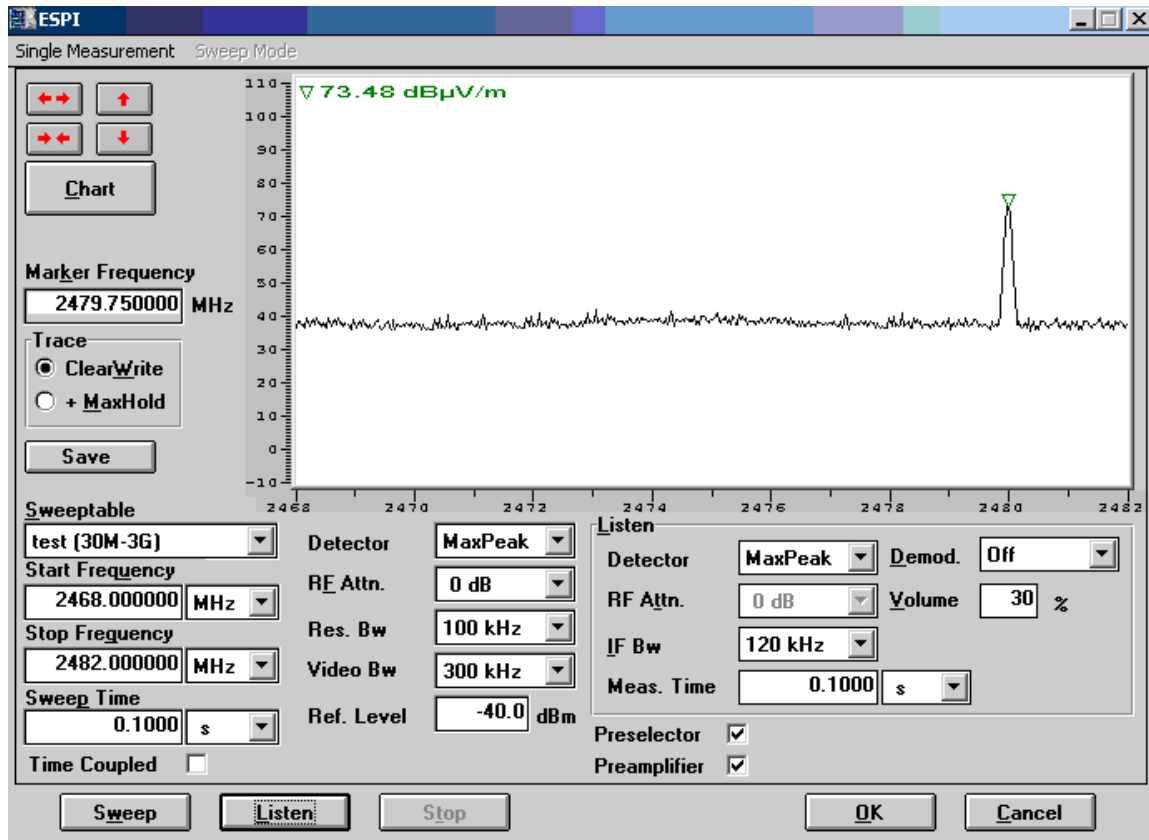 ESPI
Single Measurement Sweep Mode
▽ 73.48 dBµV/m
110
100
90
80
70
60
50
40
30
20
10
0
-10
2468 2470 2472 2474 2476 2478 2480 2482
Chart
Marker Frequency
2479.750000 MHz
Trace
ClearWrite
+ MaxHold
Save
Sweeptable
test (30M-3G)
Start Frequency
2468.000000 MHz
Stop Frequency
2482.000000 MHz
Sweep Time
0.1000 s
Time Coupled
Detector MaxPeak
RF Attn. 0 dB
Res. Bw 100 kHz
Video Bw 300 kHz
Ref. Level -40.0 dBm
Listen
Detector MaxPeak Demod. Off
RF Attn. 0 dB Volume 30 %
IF Bw 120 kHz
Meas. Time 0.1000 s
Preselector
Preamplifier
Sweep Listen Stop OK Cancel